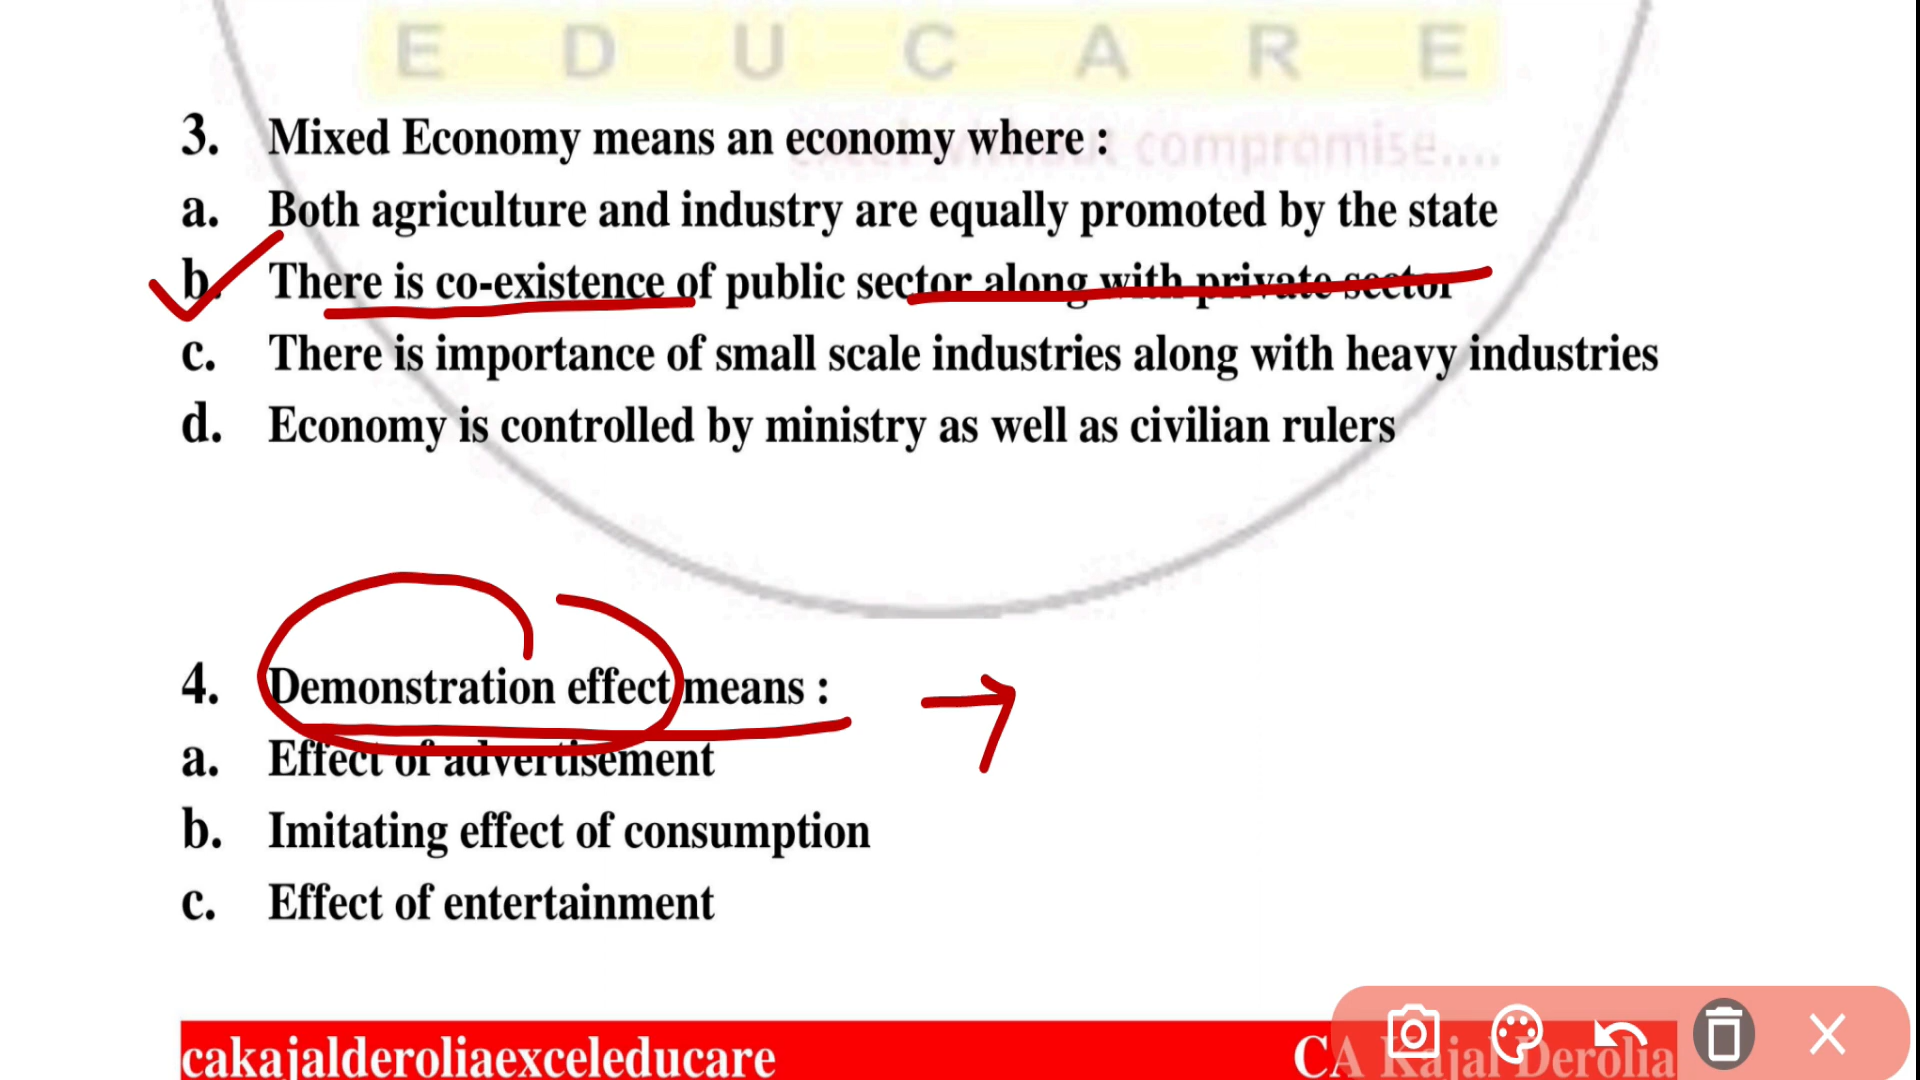 E D U C A R E
excel without compromise....
3. Mixed Economy means an economy where :
a. Both agriculture and industry are equally promoted by the state
b. There is co-existence of public sector along with private sector
c. There is importance of small scale industries along with heavy industries
d. Economy is controlled by ministry as well as civilian rulers
4. Demonstration effect means :
a. Effect of advertisement
b. Imitating effect of consumption
c. Effect of entertainment
cakajalderoliaexceleducare CA Kajal Derolia